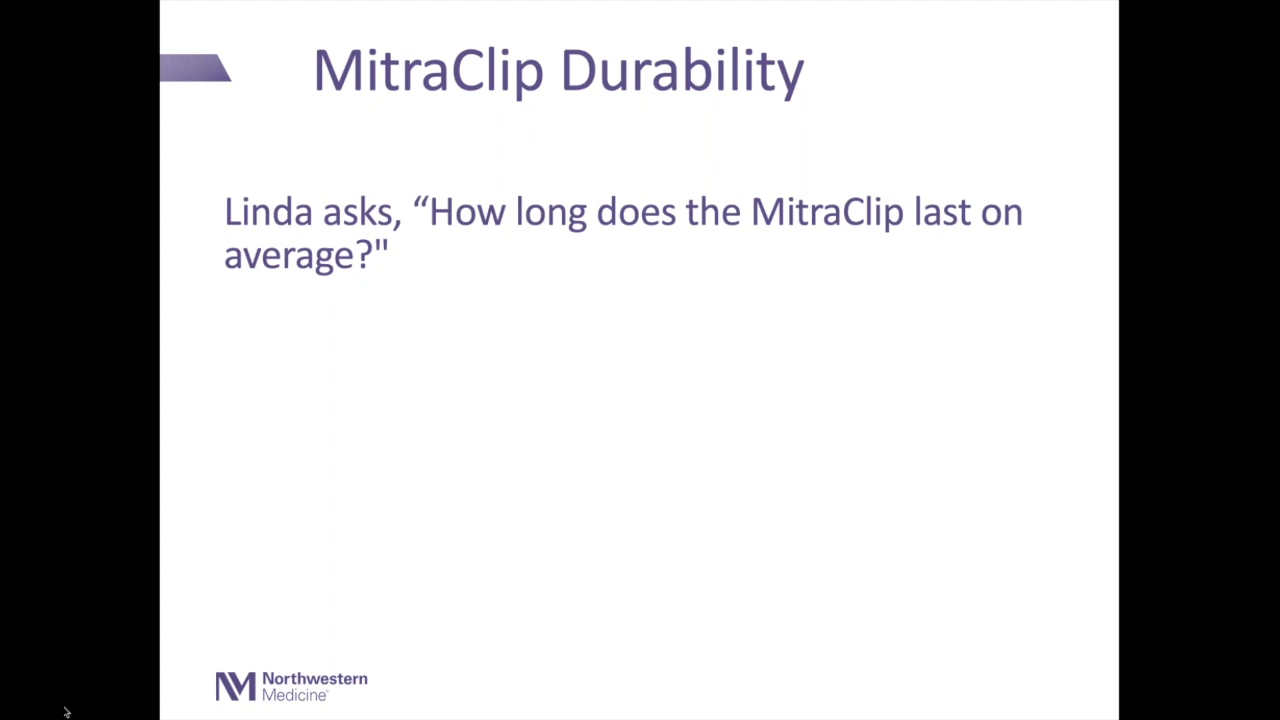 MitraClip Durability
Linda asks, “How long does the MitraClip last on
average?"
Northwestern
Medicine